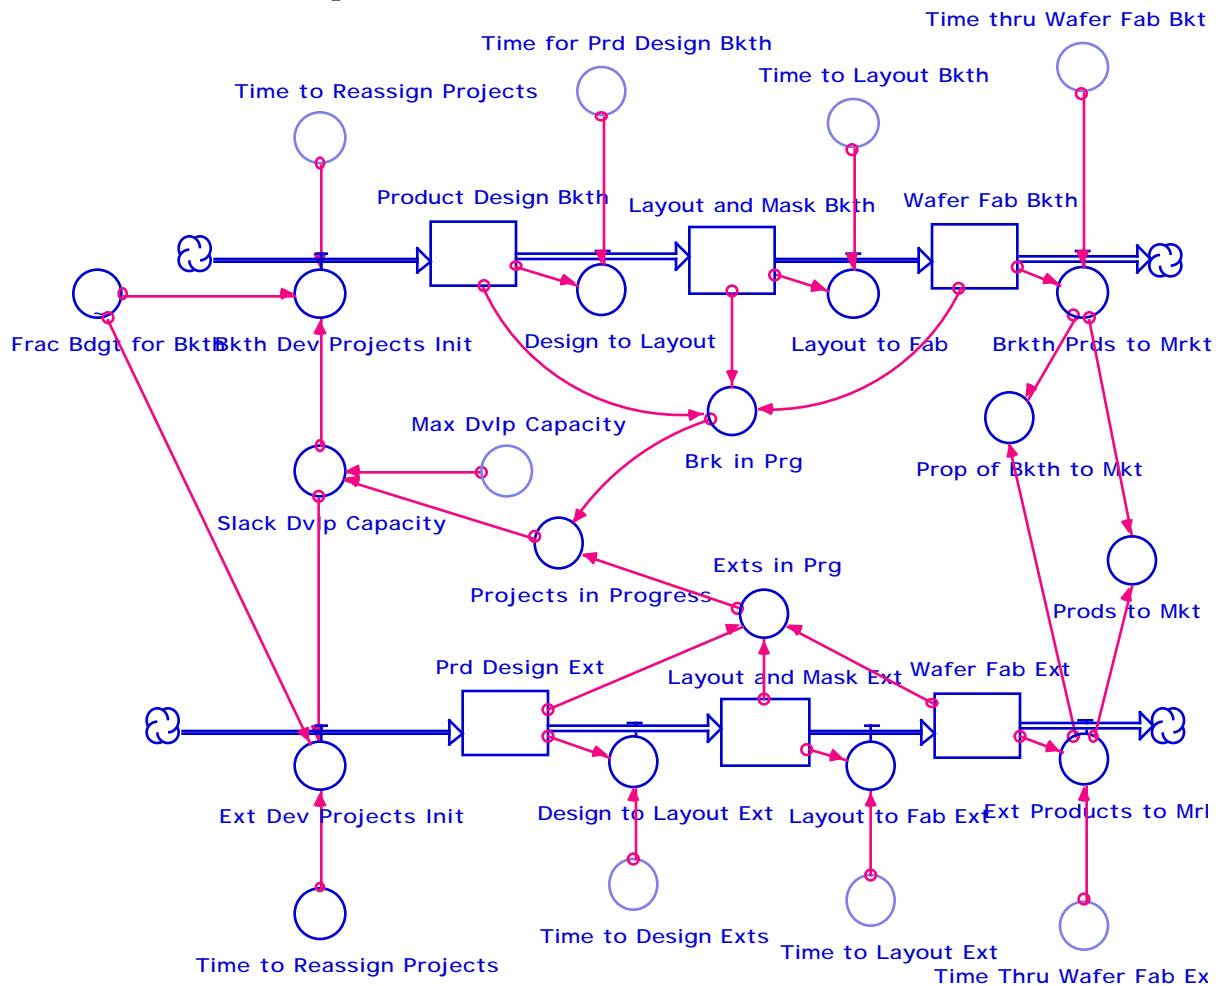 Time thru Wafer Fab Bkt
Time for Prd Design Bkth
Time to Layout Bkth
Time to Reassign Projects
Product Design Bkth
Layout and Mask Bkth
Wafer Fab Bkth
~
Frac Bdgt for Bkth
Bkth Dev Projects Init
Design to Layout
Layout to Fab
Brkth Prds to Mrkt
Max Dvlp Capacity
Brk in Prg
Prop of Bkth to Mkt
Slack Dvlp Capacity
Exts in Prg
Projects in Progress
Prods to Mkt
Prd Design Ext
Layout and Mask Ext
Wafer Fab Ext
Ext Dev Projects Init
Design to Layout Ext
Layout to Fab Ext
Ext Products to Mrl
Time to Design Exts
Time to Layout Ext
Time to Reassign Projects
Time Thru Wafer Fab Ex